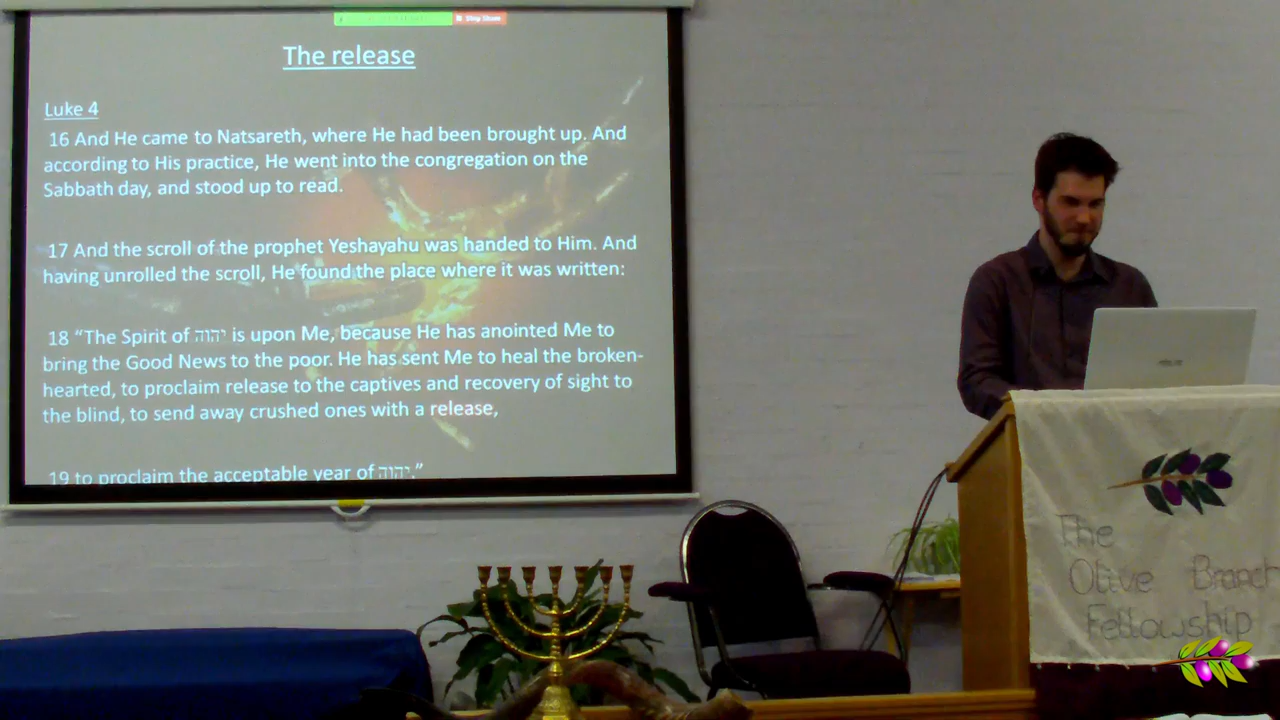 Stop Share
The release
Luke 4
16 And He came to Natsareth, where He had been brought up. And
according to His practice, He went into the congregation on the
Sabbath day, and stood up to read.
17 And the scroll of the prophet Yeshayahu was handed to Him. And
having unrolled the scroll, He found the place where it was written:
18 “The Spirit of יהוה is upon Me, because He has anointed Me to
bring the Good News to the poor. He has sent Me to heal the broken-
hearted, to proclaim release to the captives and recovery of sight to
the blind, to send away crushed ones with a release,
19 to proclaim the acceptable year of יהוה.”
The
Olive Branch
Fellowship